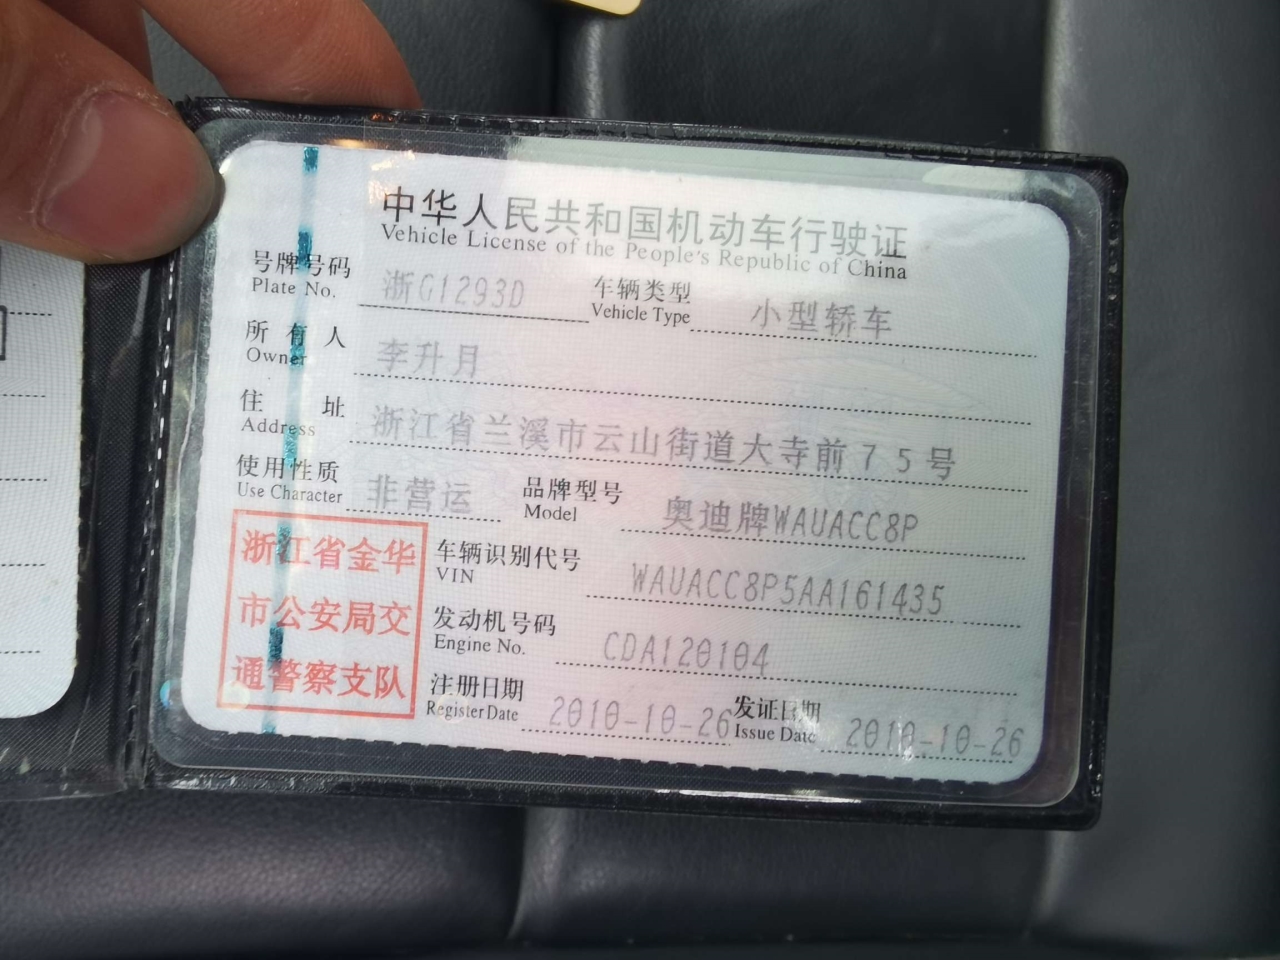 中华人民共和国机动车行驶证
Vehicle License of the People's Republic of China
号牌号码 浙G1293D 车辆类型 小型轿车
Plate No. Vehicle Type
所有人 李升月
Owner
住址 浙江省兰溪市云山街道大寺前75号
Address
使用性质 非营运 品牌型号 奥迪牌WAUACC8P
Use Character Model
浙江省金华
市公安局交
通警察支队
车辆识别代号 WAUACC8P5AA161435
VIN
发动机号码 CDA120104
Engine No.
注册日期 2010-10-26 发证日期 2010-10-26
Register Date Issue Date